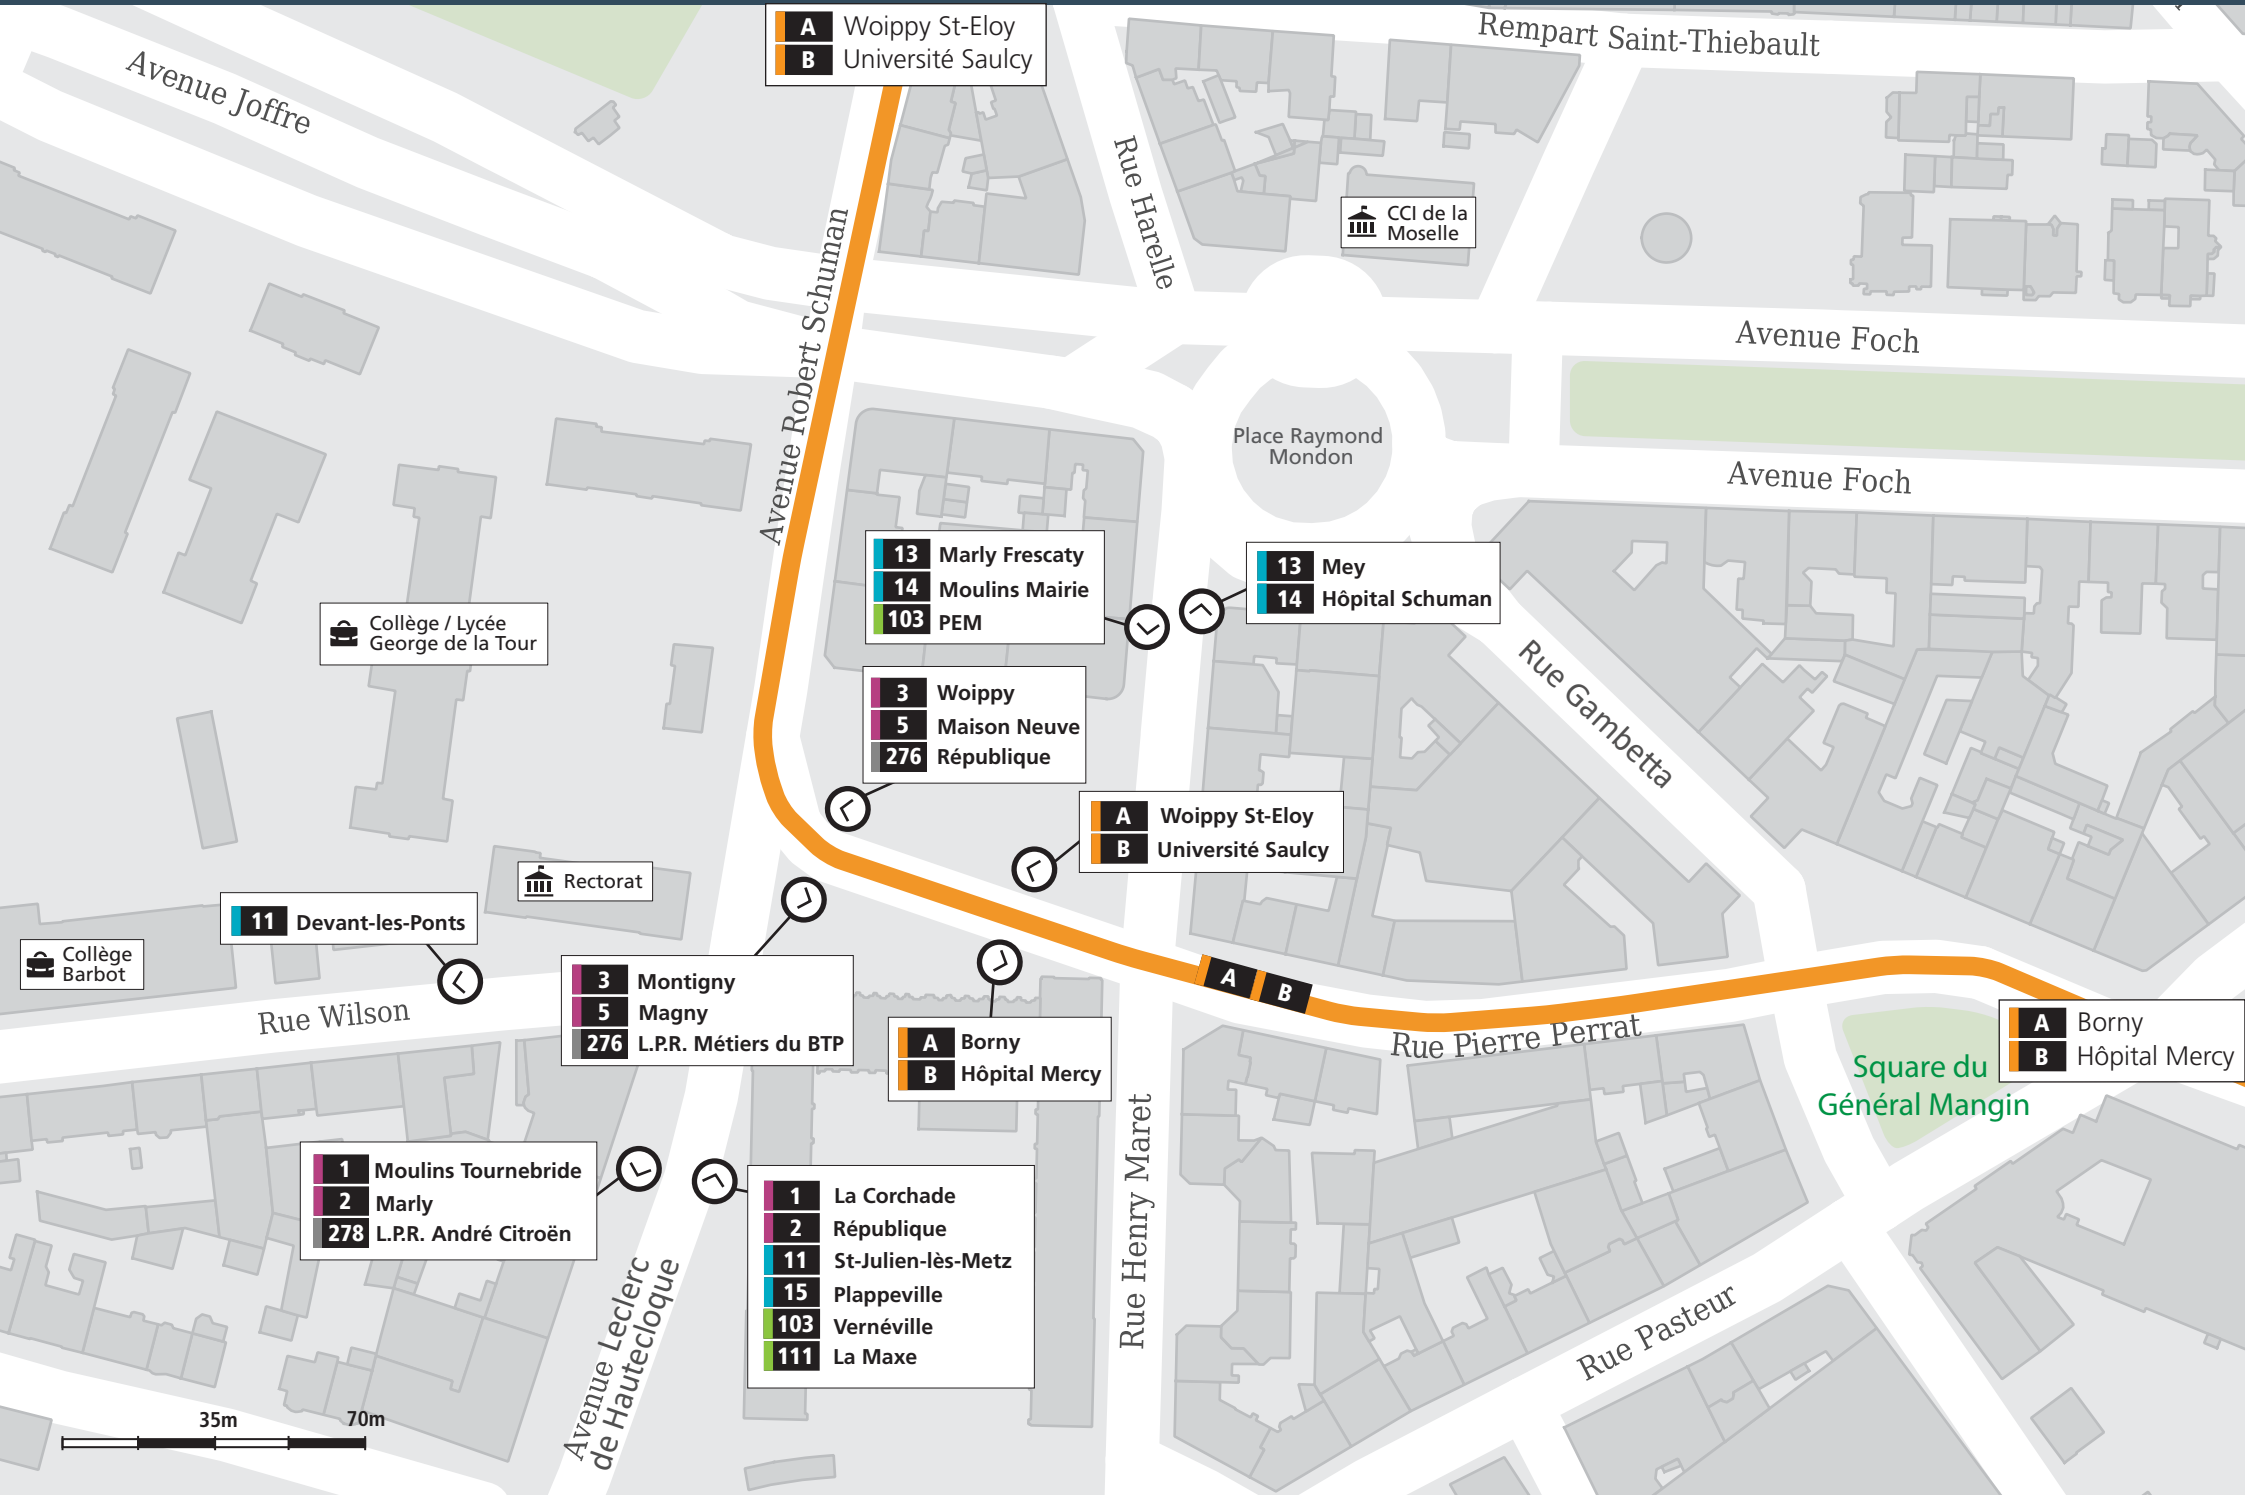 A Woippy St-Eloy
B Université Saulcy
Rempart Saint-Thiebault
Avenue Joffre
Rue Harelle
CCI de la
Moselle
Avenue Robert Schuman
Avenue Foch
Place Raymond
Mondon
Avenue Foch
13 Marly Frescaty
14 Moulins Mairie
103 PEM
13 Mey
14 Hôpital Schuman
Collège / Lycée
George de la Tour
Rue Gambetta
3 Woippy
5 Maison Neuve
276 République
A Woippy St-Eloy
B Université Saulcy
Rectorat
11 Devant-les-Ponts
Collège
Barbot
Rue Wilson
3 Montigny
5 Magny
276 L.P.R. Métiers du BTP
A B
A Borny
B Hôpital Mercy
Rue Pierre Perrat
A Borny
B Hôpital Mercy
Square du
Général Mangin
1 Moulins Tournebride
2 Marly
278 L.P.R. André Citroën
1 La Corchade
2 République
11 St-Julien-lès-Metz
15 Plappeville
103 Vernéville
111 La Maxe
Rue Henry Maret
Rue Pasteur
Avenue Leclerc
de Hautecloque
35m 70m